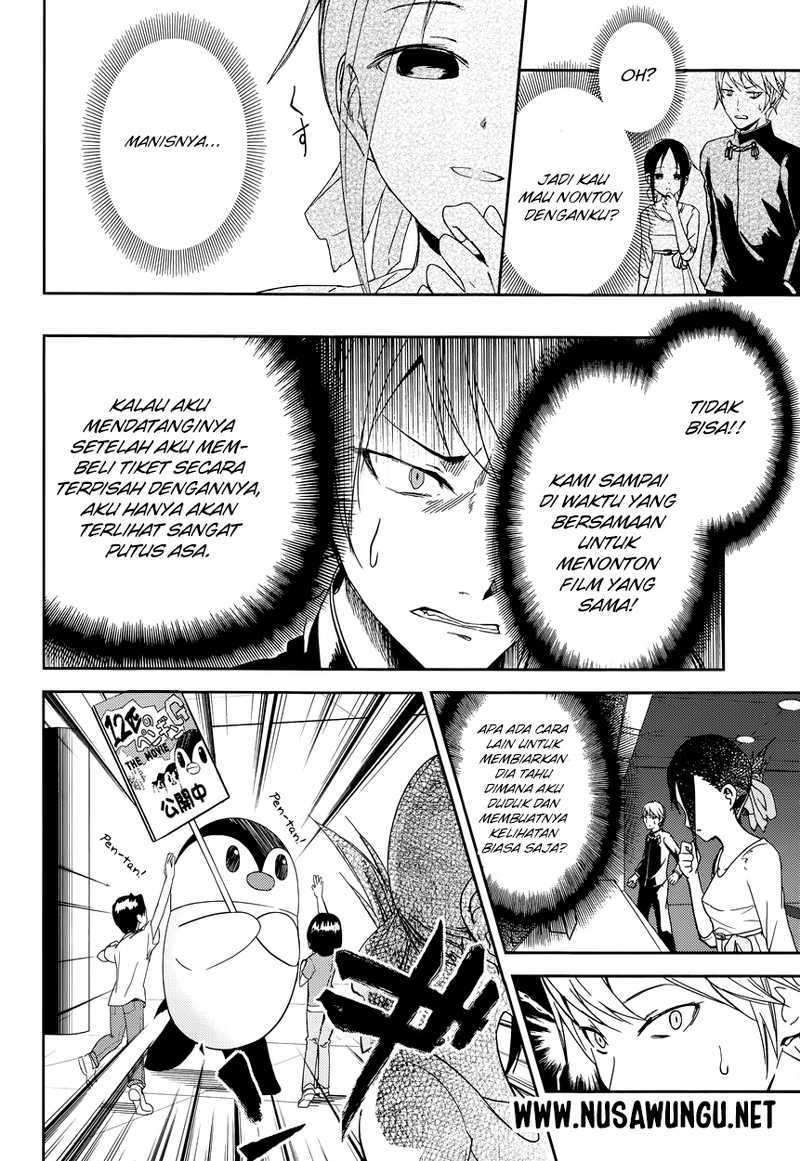 OH?
JADI KAU
MAU NONTON
DENGANKU?
くす
MANISNYA...
TIDAK
BISA!!
KAMI SAMPAI
DI WAKTU YANG
BERSAMAAN
UNTUK
MENONTON
FILM YANG
SAMA!
KALAU AKU
MENDATANGINYA
SETELAH AKU MEM-
BELI TIKET SECARA
TERPISAH DENGANNYA,
AKU HANYA AKAN
TERLIHAT SANGAT
PUTUS ASA.
APA ADA CARA
LAIN UNTUK
MEMBIARKAN
DIA TAHU
DIMANA AKU
DUDUK DAN
MEMBUATNYA
KELIHATAN
BIASA SAJA?
THE MOVIE
公開中
Pen-tan!
Pen-tan!
WWW.NUSAWUNGU.NET